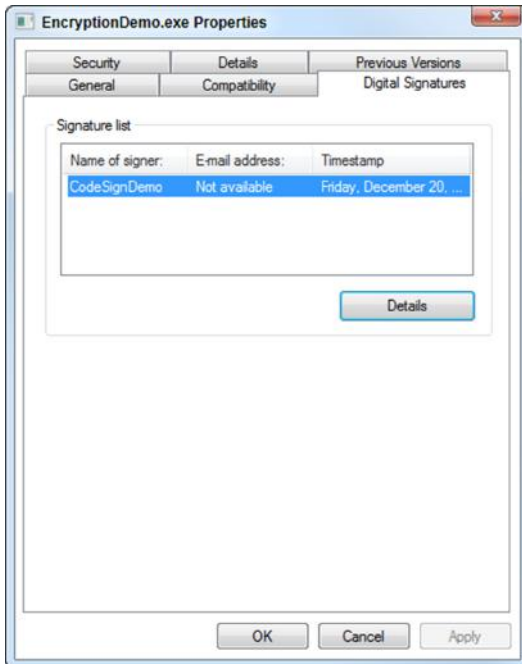 EncryptionDemo.exe Properties
Security Details Previous Versions
General Compatibility Digital Signatures
Signature list
Name of signer: E-mail address: Timestamp
CodeSignDemo Not available Friday, December 20, ...
Details
OK Cancel Apply